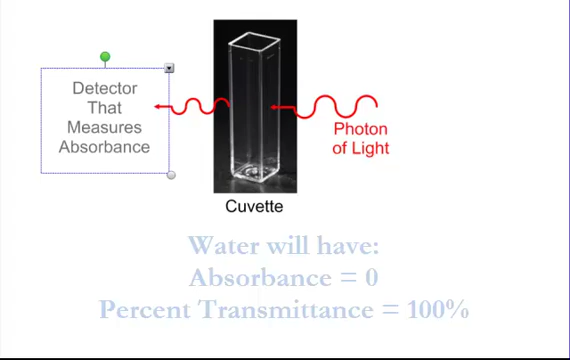 Detector
That
Measures
Absorbance
Photon
of Light
Cuvette
Water will have:
Absorbance = 0
Percent Transmittance = 100%